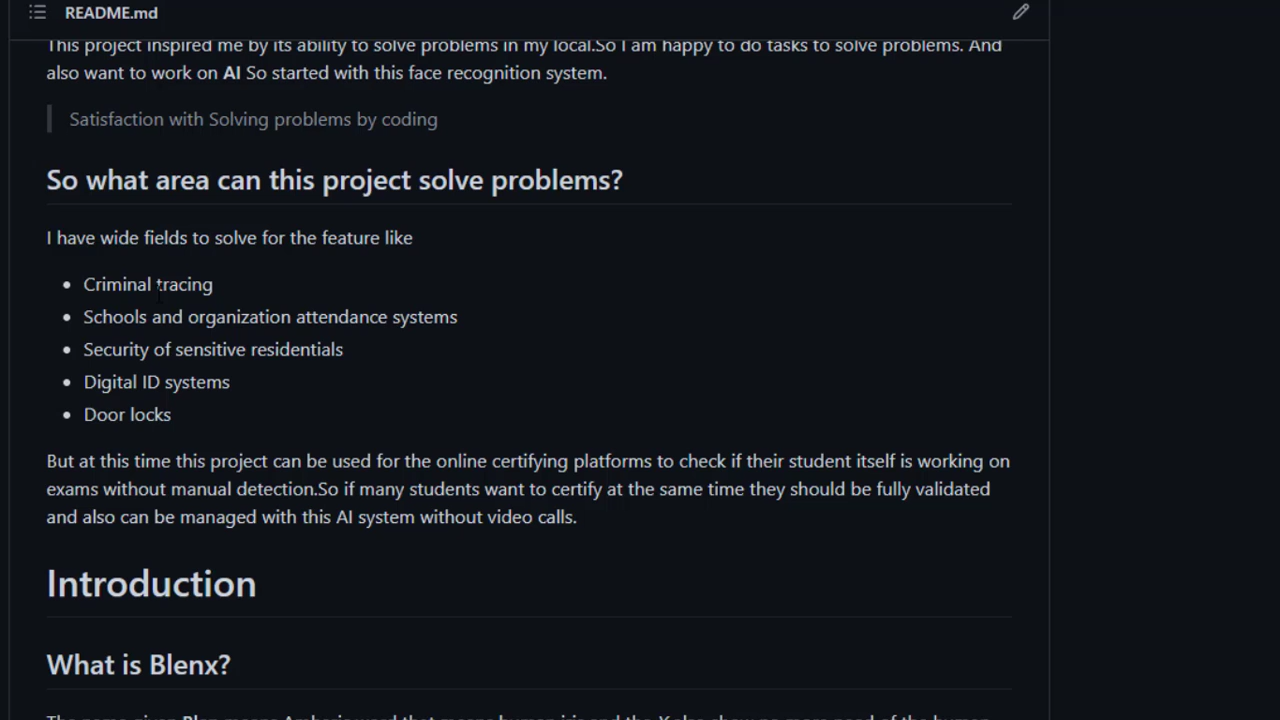 README.md
This project inspired me by its ability to solve problems in my local.So I am happy to do tasks to solve problems. And
also want to work on AI So started with this face recognition system.
Satisfaction with Solving problems by coding
So what area can this project solve problems?
I have wide fields to solve for the feature like
Criminal tracing
Schools and organization attendance systems
Security of sensitive residentials
Digital ID systems
Door locks
But at this time this project can be used for the online certifying platforms to check if their student itself is working on
exams without manual detection.So if many students want to certify at the same time they should be fully validated
and also can be managed with this AI system without video calls.
Introduction
What is Blenx?